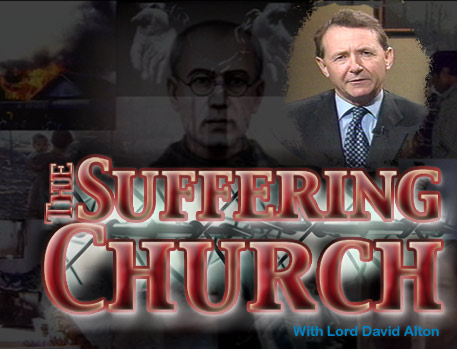 THE SUFFERING
CHURCH
With Lord David Alton